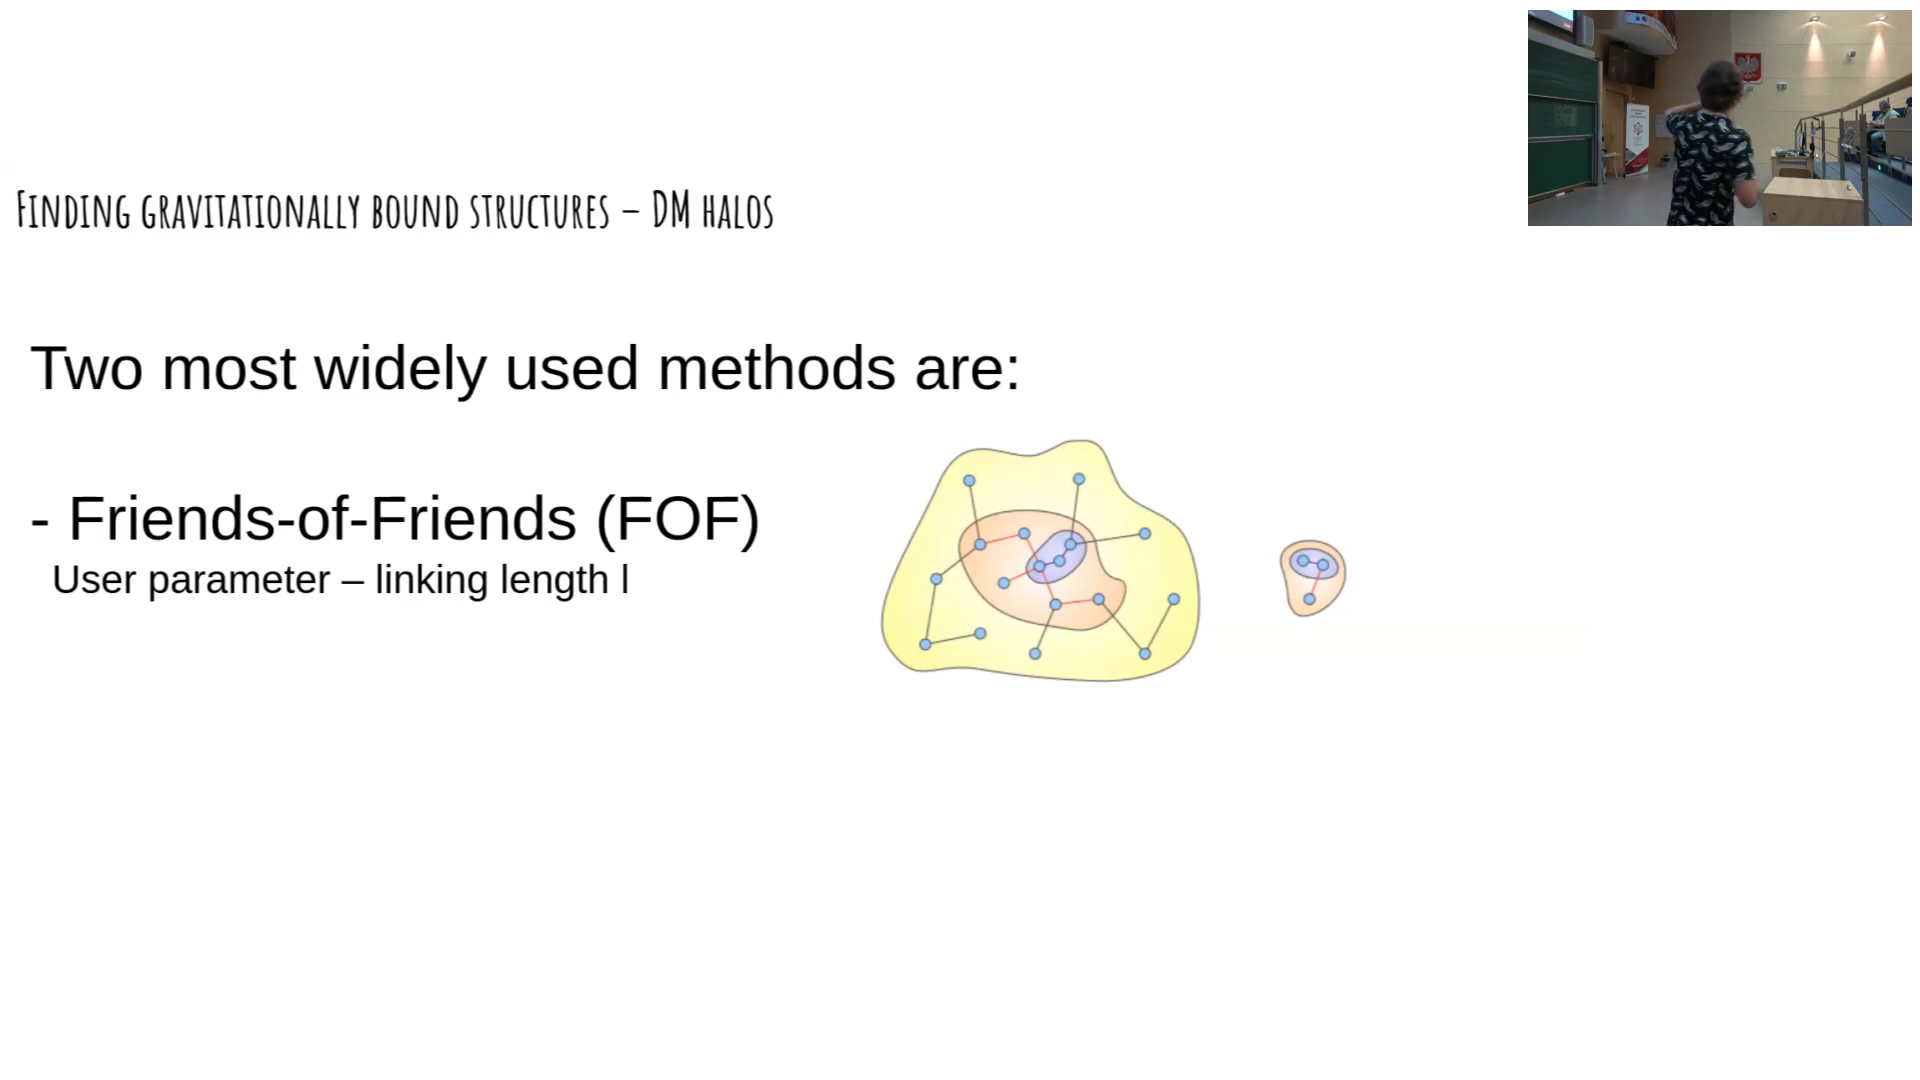 Finding gravitationally bound structures – DM halos
Two most widely used methods are:
- Friends-of-Friends (FOF)
User parameter – linking length l